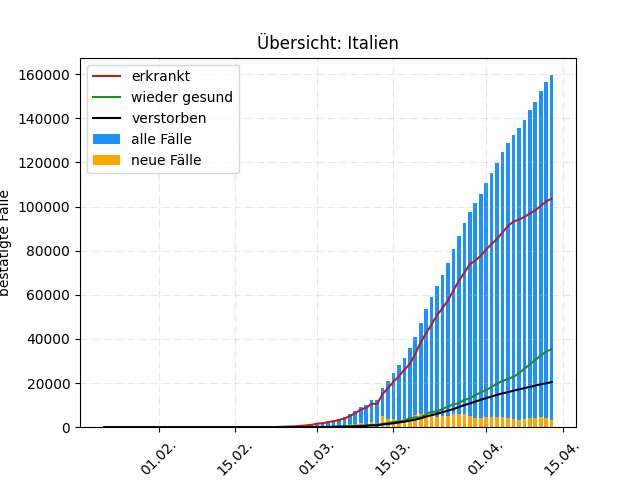 Übersicht: Italien
erkrankt
wieder gesund
verstorben
alle Fälle
neue Fälle
160000
140000
120000
100000
80000
60000
40000
20000
0
bestätigte Fälle
01.02.
15.02.
01.03.
15.03.
01.04.
15.04.